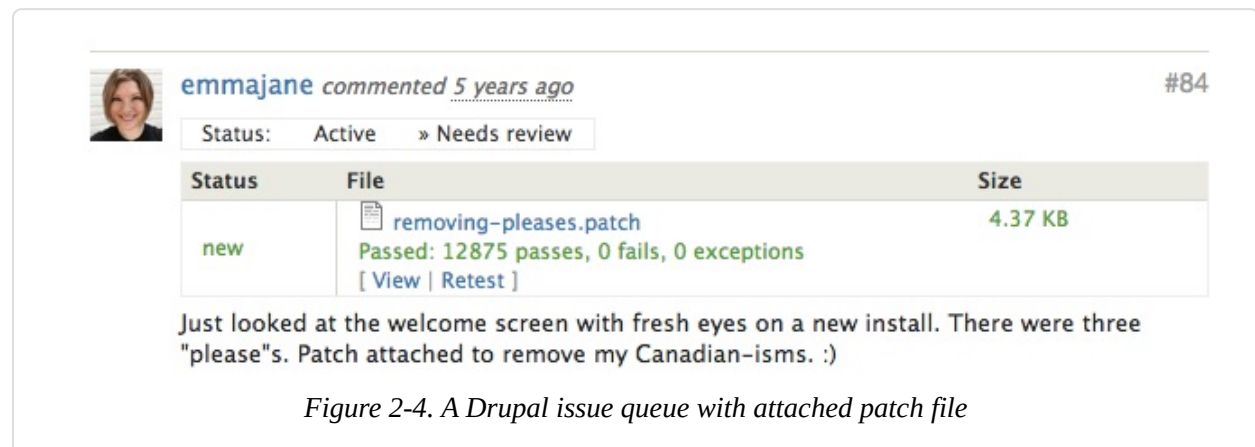 emmajane commented 5 years ago #84
Status: Active » Needs review
Status File Size
removing-pleases.patch 4.37 KB
new Passed: 12875 passes, 0 fails, 0 exceptions
[ View | Retest ]
Just looked at the welcome screen with fresh eyes on a new install. There were three
"please"s. Patch attached to remove my Canadian-isms. :)
Figure 2-4. A Drupal issue queue with attached patch file